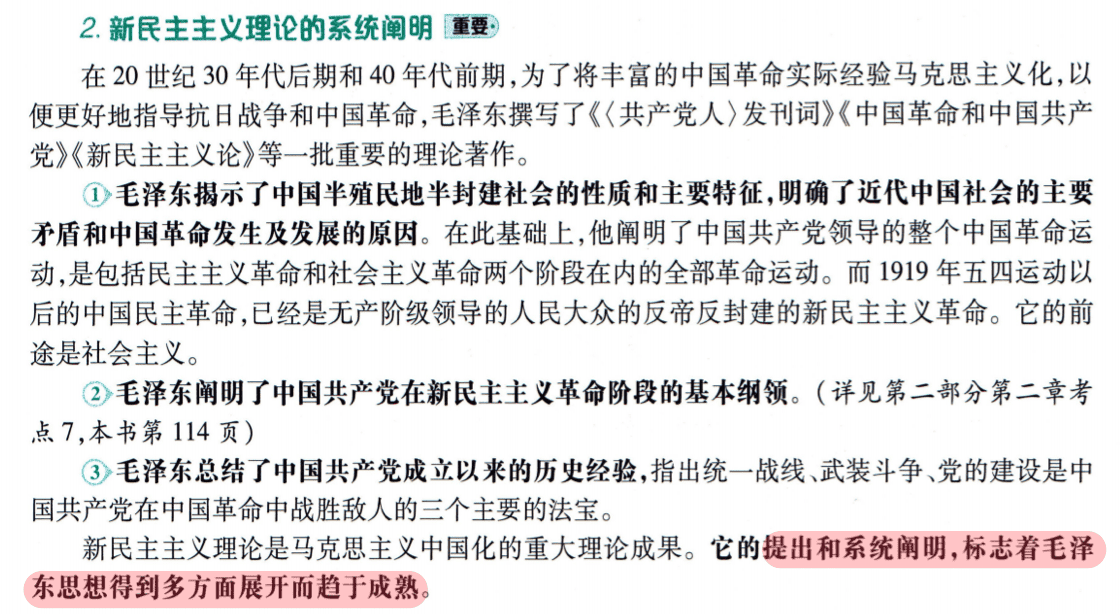 2. 新民主主义理论的系统阐明 重要
在 20 世纪 30 年代后期和 40 年代前期,为了将丰富的中国革命实际经验马克思主义化,以
便更好地指导抗日战争和中国革命,毛泽东撰写了《〈共产党人〉发刊词》《中国革命和中国共产
党》《新民主主义论》等一批重要的理论著作。
①毛泽东揭示了中国半殖民地半封建社会的性质和主要特征,明确了近代中国社会的主要
矛盾和中国革命发生及发展的原因。在此基础上,他阐明了中国共产党领导的整个中国革命运
动,是包括民主主义革命和社会主义革命两个阶段在内的全部革命运动。而 1919 年五四运动以
后的中国民主革命,已经是无产阶级领导的人民大众的反帝反封建的新民主主义革命。它的前
途是社会主义。
②毛泽东阐明了中国共产党在新民主主义革命阶段的基本纲领。(详见第二部分第二章考
点 7,本书第 114 页)
③毛泽东总结了中国共产党成立以来的历史经验,指出统一战线、武装斗争、党的建设是中
国共产党在中国革命中战胜敌人的三个主要的法宝。
新民主主义理论是马克思主义中国化的重大理论成果。它的提出和系统阐明,标志着毛泽
东思想得到多方面展开而趋于成熟。